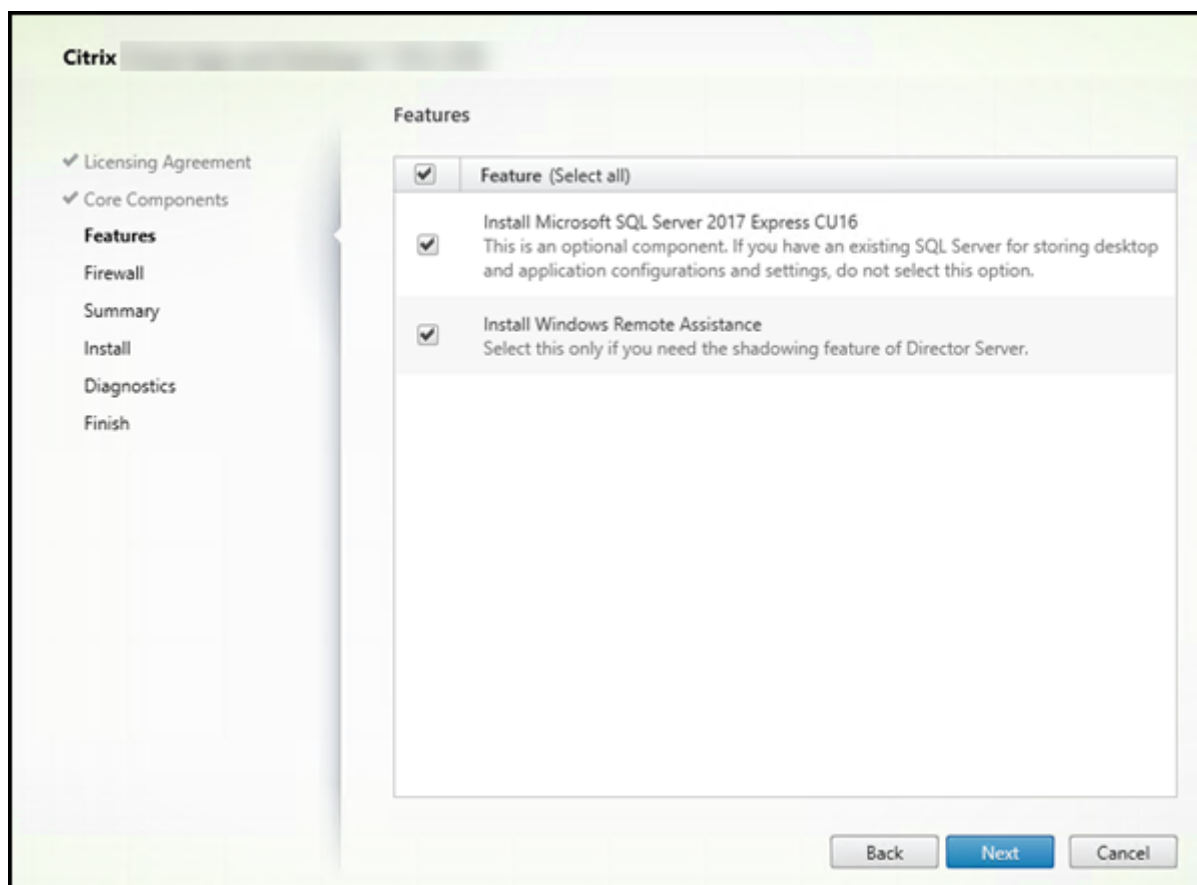 Citrix
Features
Licensing Agreement
Core Components
Features
Firewall
Summary
Install
Diagnostics
Finish
Feature (Select all)
Install Microsoft SQL Server 2017 Express CU16
This is an optional component. If you have an existing SQL Server for storing desktop
and application configurations and settings, do not select this option.
Install Windows Remote Assistance
Select this only if you need the shadowing feature of Director Server.
Back
Next
Cancel